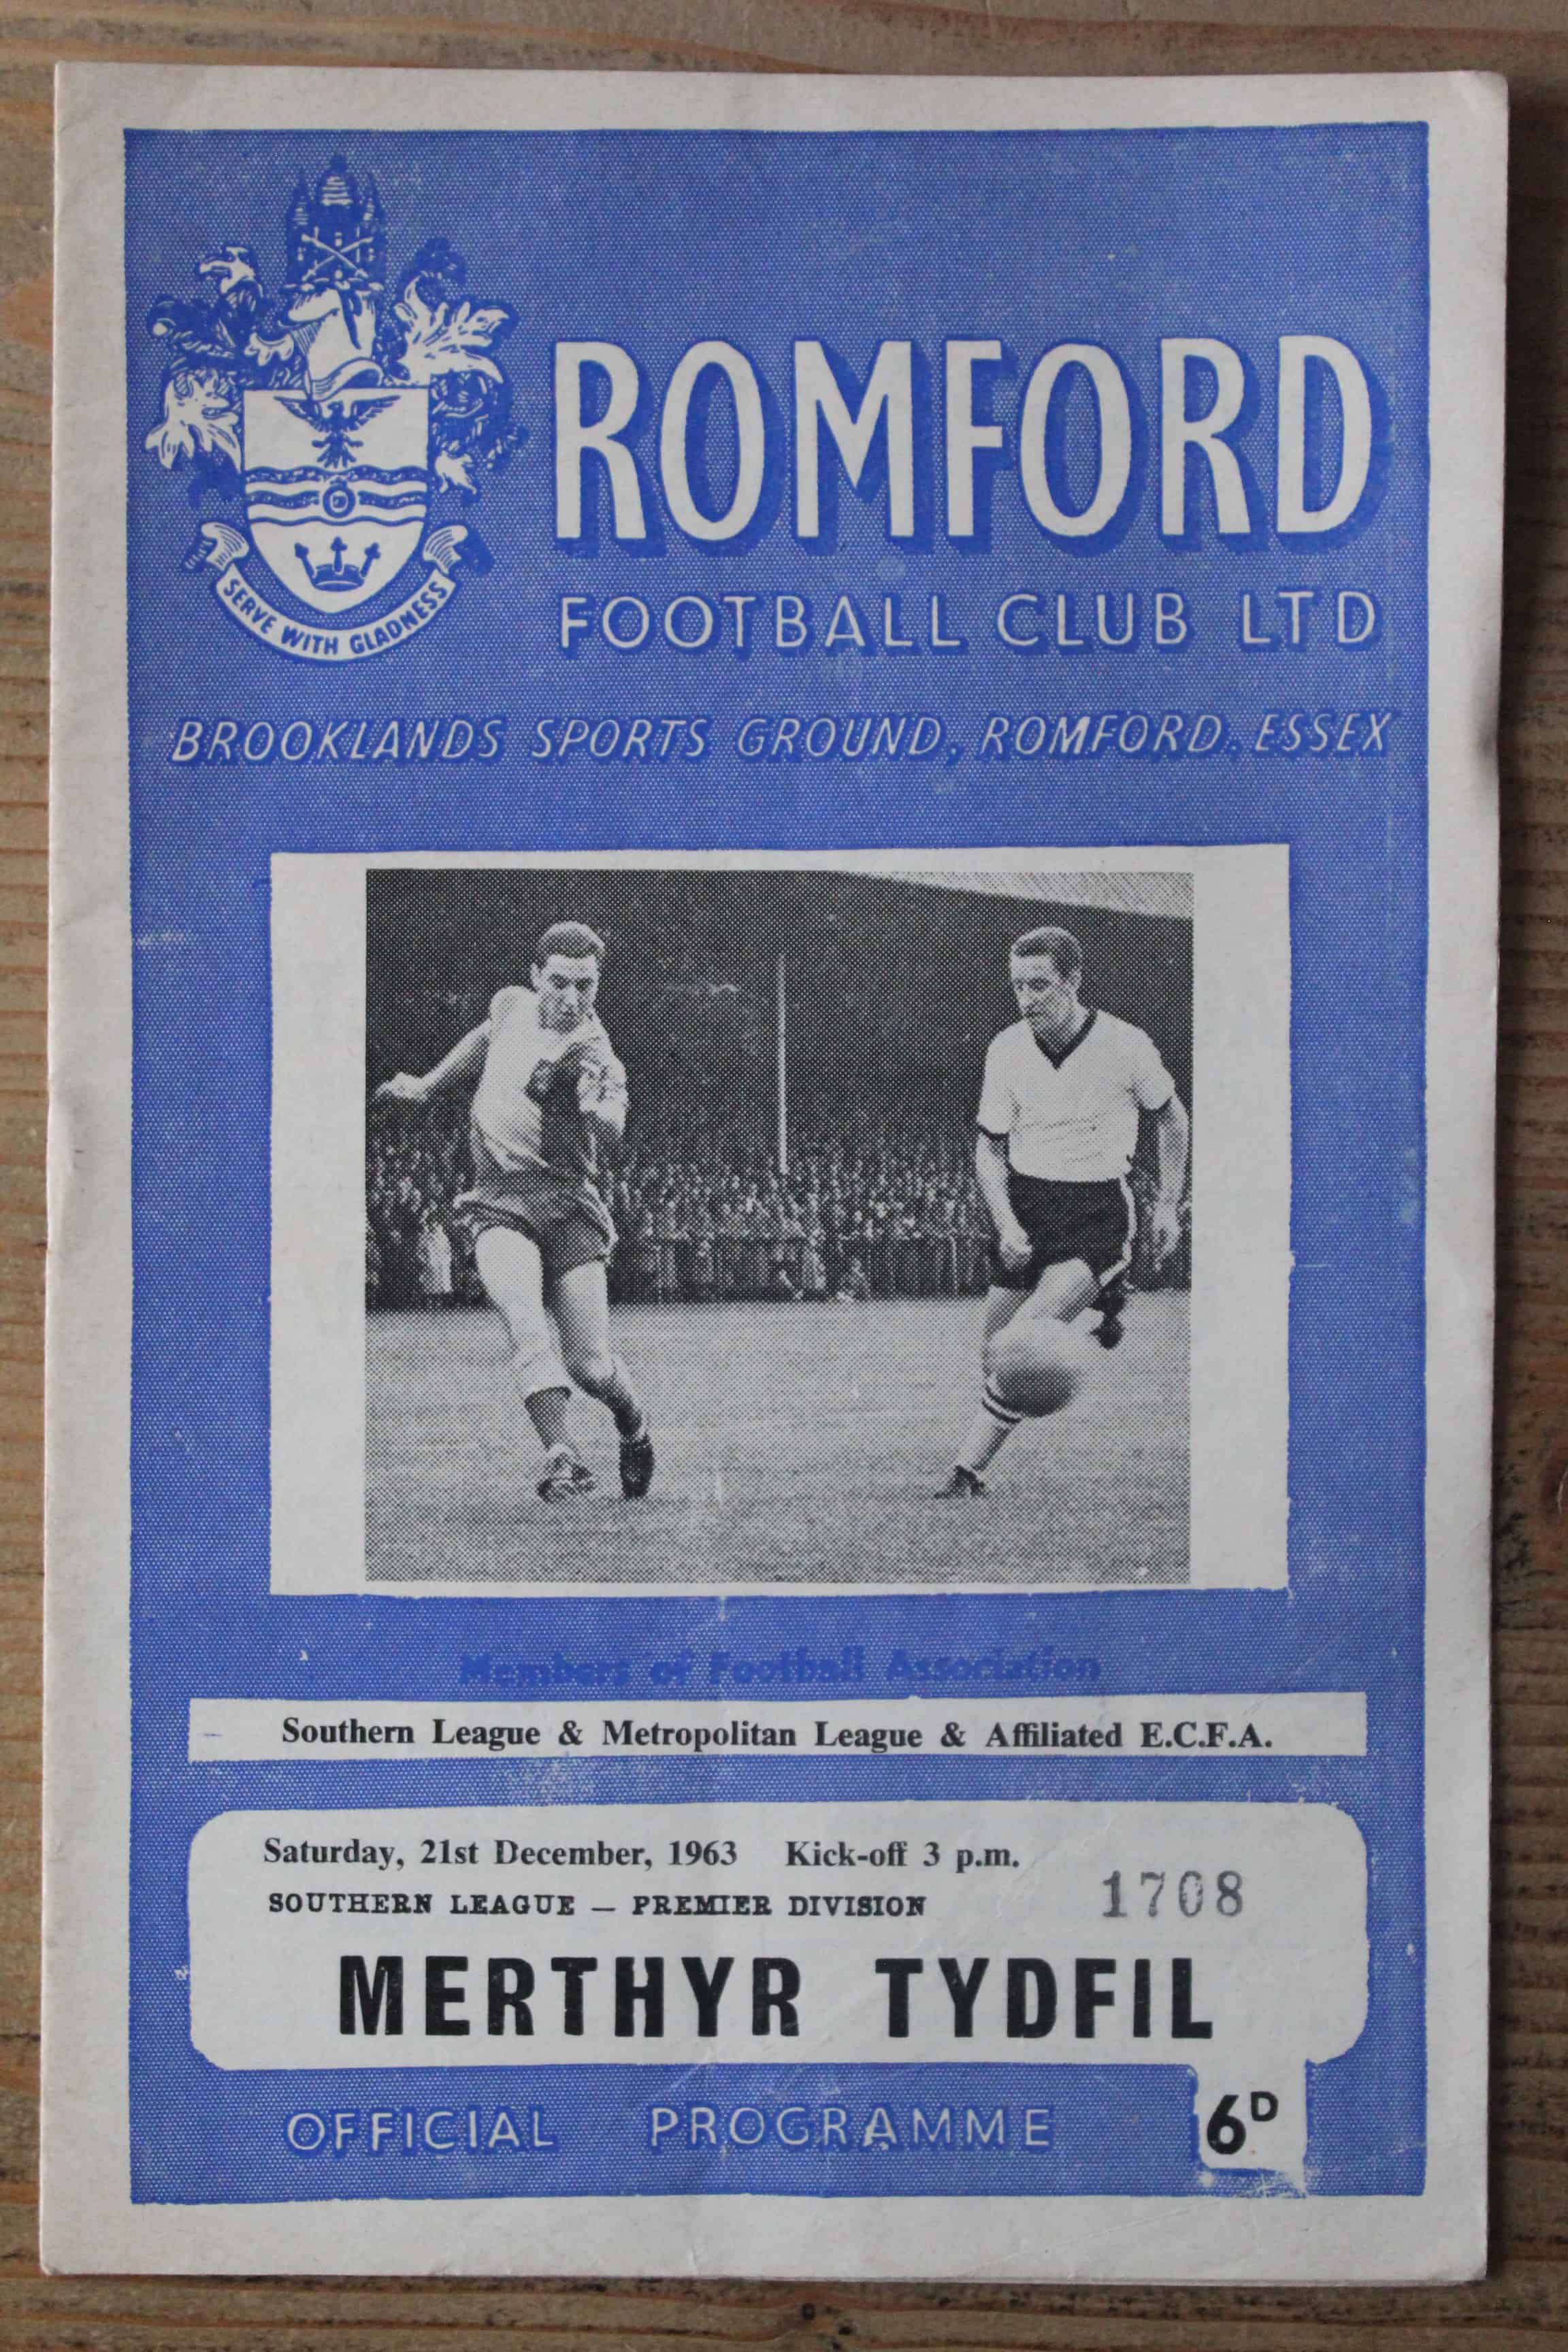 ROMFORD
FOOTBALL CLUB LTD
SERVE WITH GLADNESS
BROOKLANDS SPORTS GROUND, ROMFORD, ESSEX
Members of Football Association
Southern League & Metropolitan League & Affiliated E.C.F.A.
Saturday, 21st December, 1963 Kick-off 3 p.m.
SOUTHERN LEAGUE — PREMIER DIVISION
1708
MERTHYR TYDFIL
OFFICIAL PROGRAMME
6D